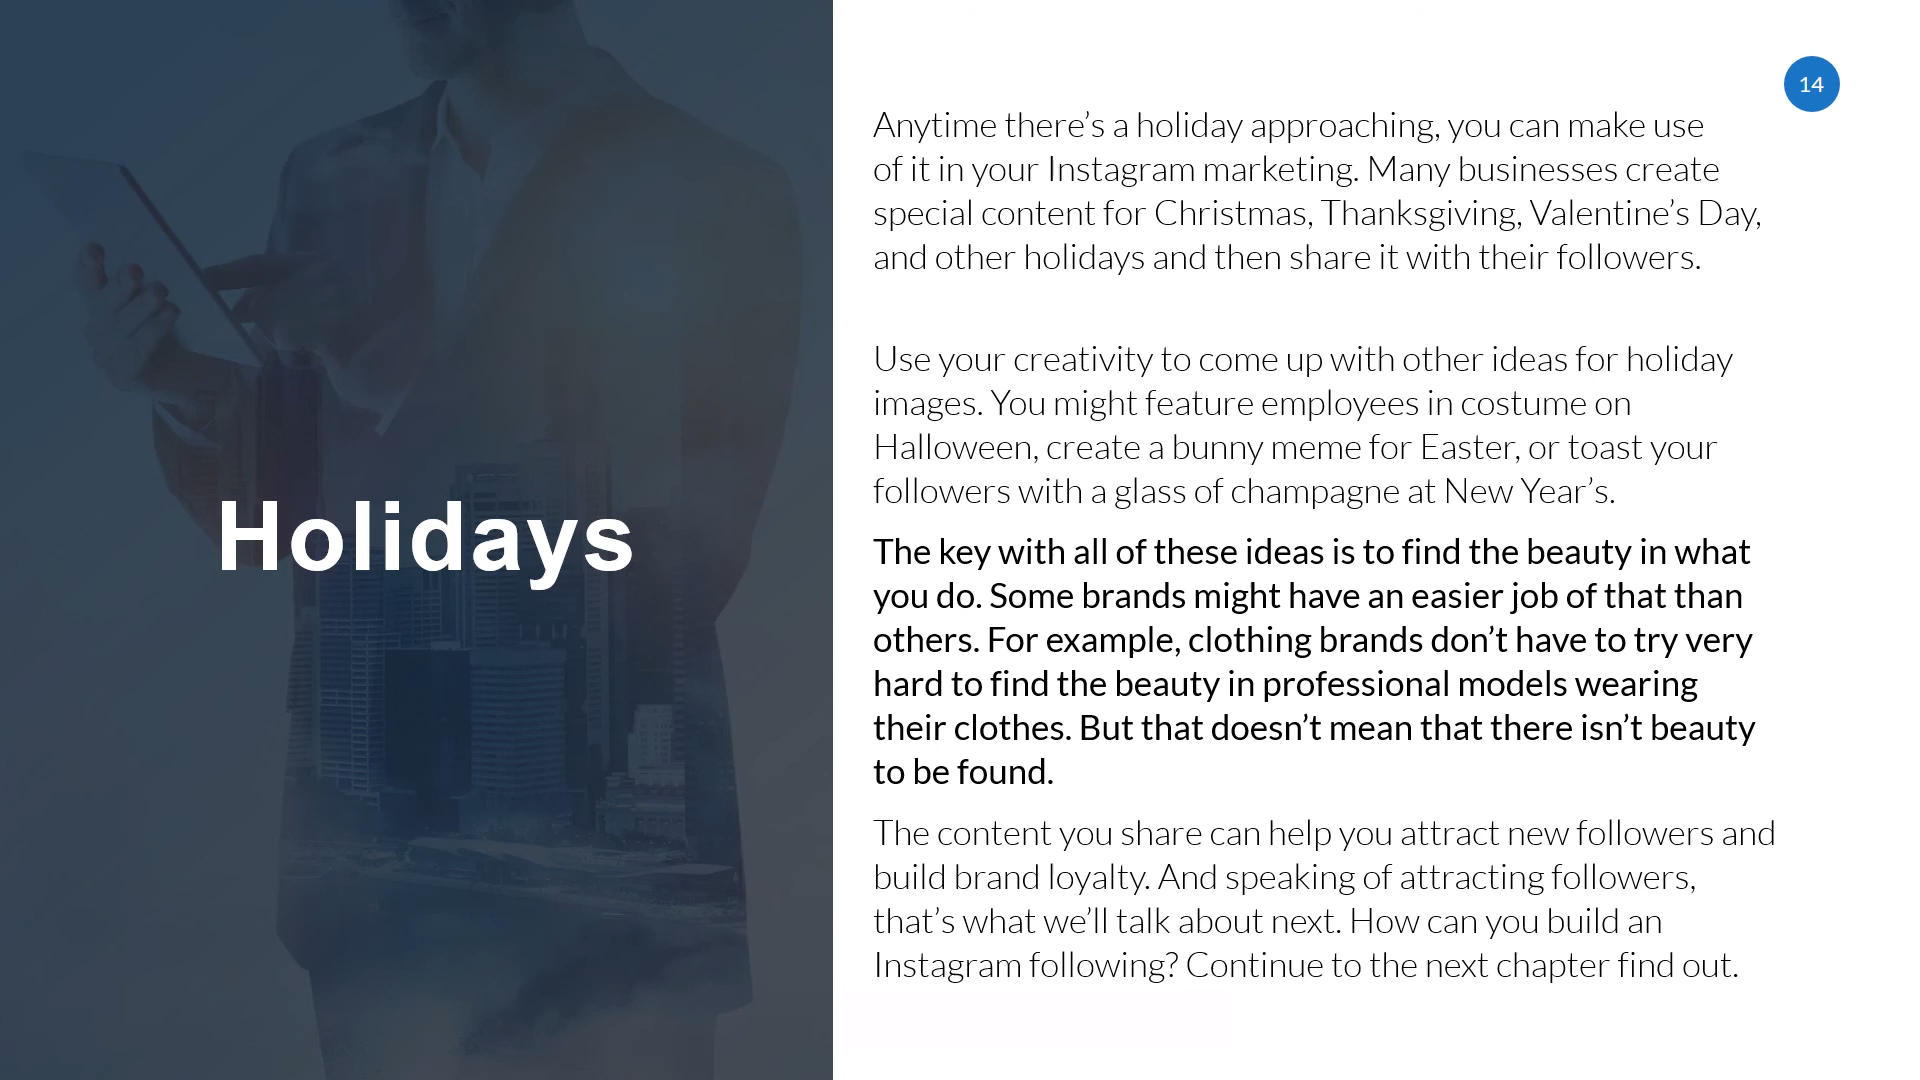 14
Holidays
Anytime there’s a holiday approaching, you can make use
of it in your Instagram marketing. Many businesses create
special content for Christmas, Thanksgiving, Valentine’s Day,
and other holidays and then share it with their followers.
Use your creativity to come up with other ideas for holiday
images. You might feature employees in costume on
Halloween, create a bunny meme for Easter, or toast your
followers with a glass of champagne at New Year’s.
The key with all of these ideas is to find the beauty in what
you do. Some brands might have an easier job of that than
others. For example, clothing brands don’t have to try very
hard to find the beauty in professional models wearing
their clothes. But that doesn’t mean that there isn’t beauty
to be found.
The content you share can help you attract new followers and
build brand loyalty. And speaking of attracting followers,
that’s what we’ll talk about next. How can you build an
Instagram following? Continue to the next chapter find out.